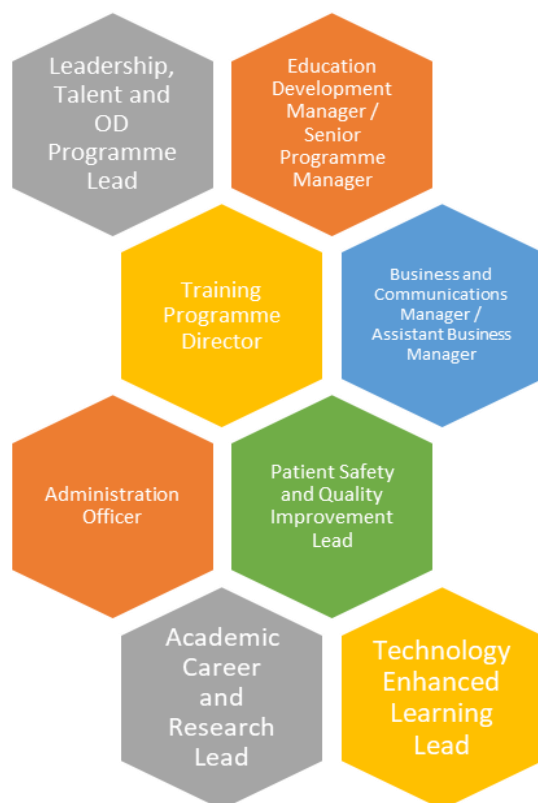 Leadership,
Talent and
OD
Programme
Lead
Education
Development
Manager /
Senior
Programme
Manager
Training
Programme
Director
Business and
Communications
Manager /
Assistant Business
Manager
Administration
Officer
Patient Safety
and Quality
Improvement
Lead
Academic
Career
and
Research
Lead
Technology
Enhanced
Learning
Lead